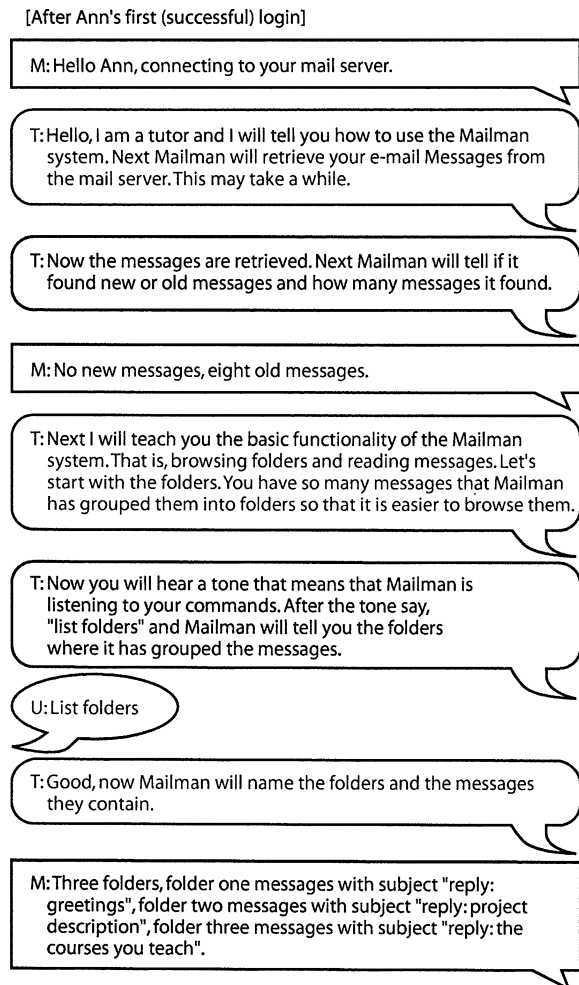 [After Ann's first (successful) login]
M: Hello Ann, connecting to your mail server.
T: Hello, I am a tutor and I will tell you how to use the Mailman
system. Next Mailman will retrieve your e-mail Messages from
the mail server. This may take a while.
T: Now the messages are retrieved. Next Mailman will tell if it
found new or old messages and how many messages it found.
M: No new messages, eight old messages.
T: Next I will teach you the basic functionality of the Mailman
system. That is, browsing folders and reading messages. Let's
start with the folders. You have so many messages that Mailman
has grouped them into folders so that it is easier to browse them.
T: Now you will hear a tone that means that Mailman is
listening to your commands. After the tone say,
"list folders" and Mailman will tell you the folders
where it has grouped the messages.
U: List folders
T: Good, now Mailman will name the folders and the messages
they contain.
M: Three folders, folder one messages with subject "reply:
greetings", folder two messages with subject "reply: project
description", folder three messages with subject "reply: the
courses you teach".